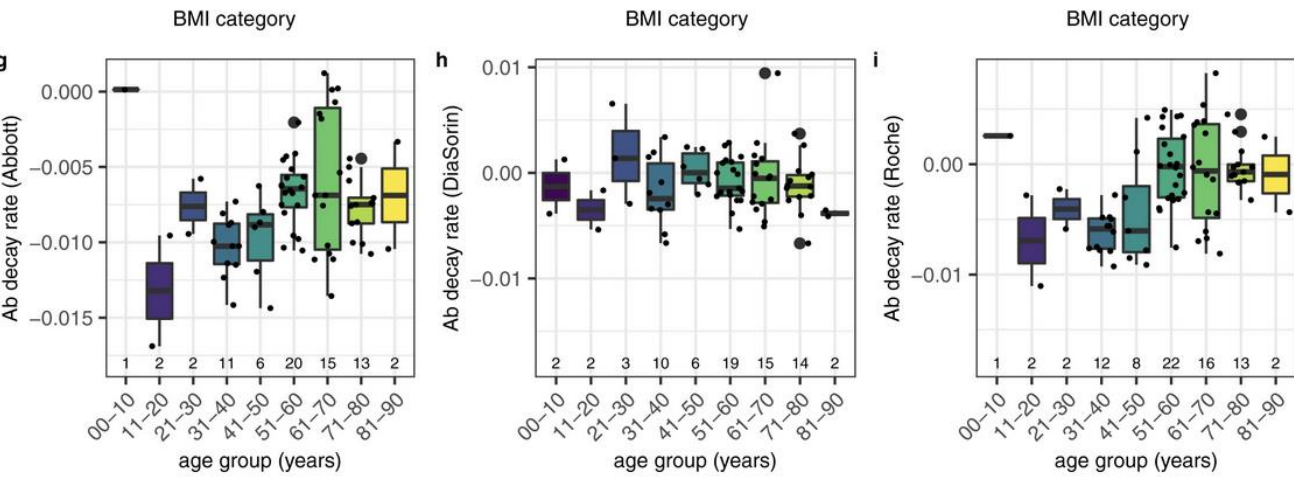 BMI category
BMI category
BMI category
g
Ab decay rate (Abbott)
0.000
−0.005
−0.010
−0.015
1 2 2 11 6 20 15 13 2
00−10 11−20 21−30 31−40 41−50 51−60 61−70 71−80 81−90
age group (years)
h
Ab decay rate (DiaSorin)
0.01
0.00
−0.01
2 2 3 10 6 19 15 14 2
00−10 11−20 21−30 31−40 41−50 51−60 61−70 71−80 81−90
age group (years)
i
Ab decay rate (Roche)
0.00
−0.01
1 2 2 12 8 22 16 13 2
00−10 11−20 21−30 31−40 41−50 51−60 61−70 71−80 81−90
age group (years)